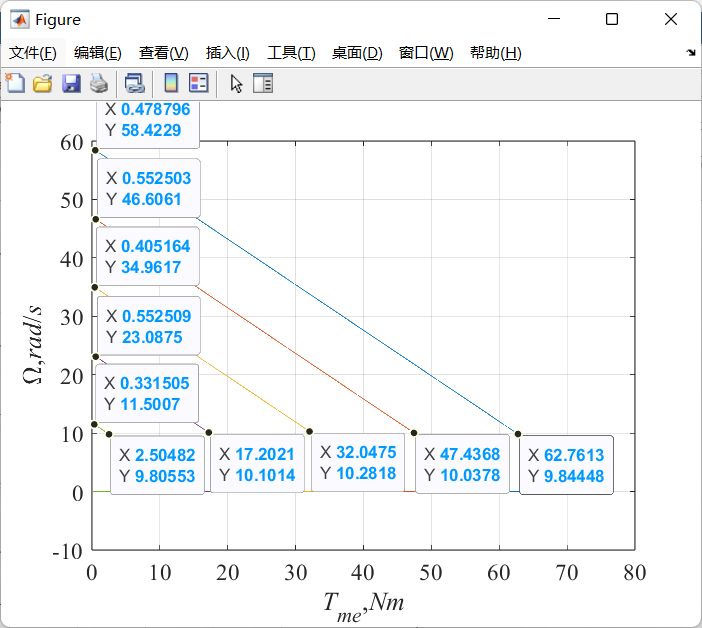 Figure
文件(F) 编辑(E) 查看(V) 插入(I) 工具(T) 桌面(D) 窗口(W) 帮助(H)
X 0.478796
Y 58.4229
X 0.552503
Y 46.6061
X 0.405164
Y 34.9617
X 0.552509
Y 23.0875
X 0.331505
Y 11.5007
X 2.50482
Y 9.80553
X 17.2021
Y 10.1014
X 32.0475
Y 10.2818
X 47.4368
Y 10.0378
X 62.7613
Y 9.84448
60
50
40
30
20
10
0
-10
Ω,rad/s
0 10 20 30 40 50 60 70 80
Tme,Nm